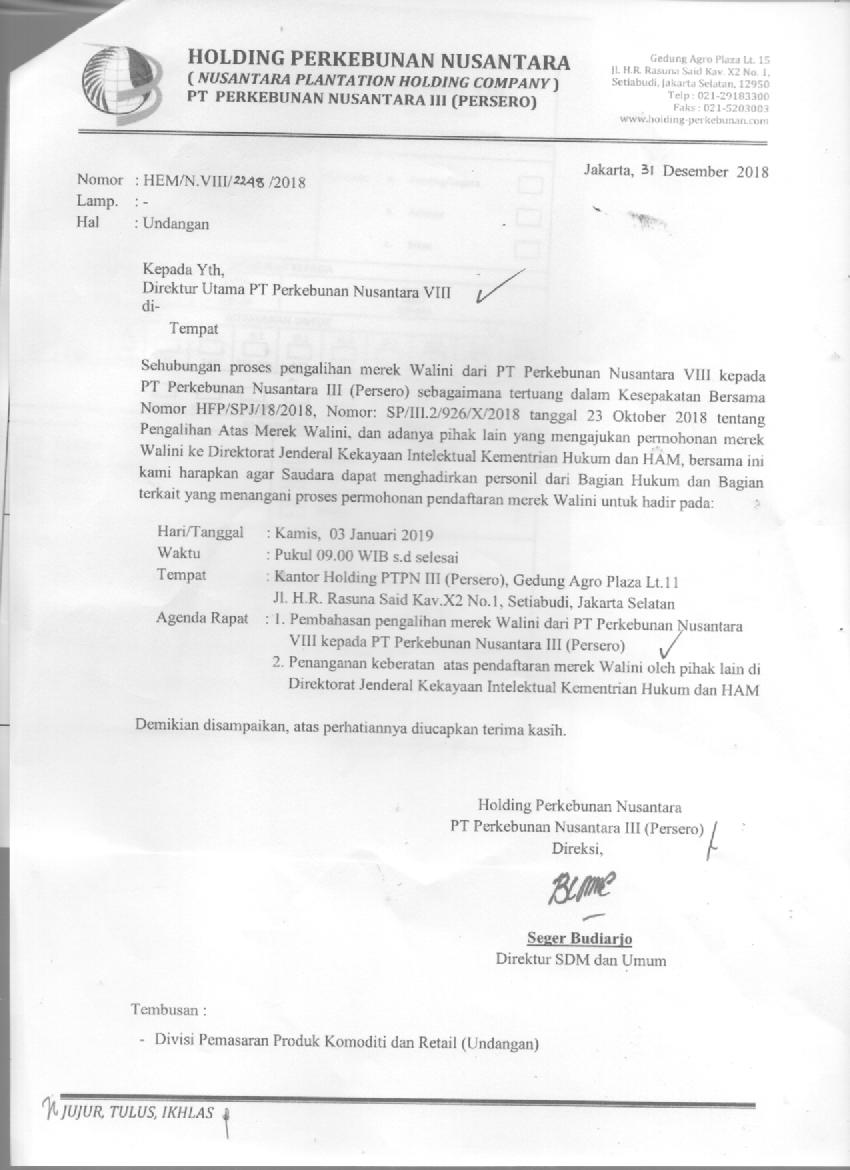 HOLDING PERKEBUNAN NUSANTARA
( NUSANTARA PLANTATION HOLDING COMPANY )
PT PERKEBUNAN NUSANTARA III (PERSERO)
Gedung Agro Plaza Lt. 15
Jl. H.R. Rasuna Said Kav. X2 No. 1,
Setiabudi, Jakarta Selatan, 12950
Telp : 021-29183300
Faks : 021-5203003
www.holding-perkebunan.com
Jakarta, 31 Desember 2018
Nomor : HEM/N.VIII/2248 /2018
Lamp. : -
Hal : Undangan
Kepada Yth,
Direktur Utama PT Perkebunan Nusantara VIII
di-
Tempat
Sehubungan proses pengalihan merek Walini dari PT Perkebunan Nusantara VIII kepada
PT Perkebunan Nusantara III (Persero) sebagaimana tertuang dalam Kesepakatan Bersama
Nomor HFP/SPJ/18/2018, Nomor: SP/III.2/926/X/2018 tanggal 23 Oktober 2018 tentang
Pengalihan Atas Merek Walini, dan adanya pihak lain yang mengajukan permohonan merek
Walini ke Direktorat Jenderal Kekayaan Intelektual Kementrian Hukum dan HAM, bersama ini
kami harapkan agar Saudara dapat menghadirkan personil dari Bagian Hukum dan Bagian
terkait yang menangani proses permohonan pendaftaran merek Walini untuk hadir pada:
Hari/Tanggal : Kamis, 03 Januari 2019
Waktu : Pukul 09.00 WIB s.d selesai
Tempat : Kantor Holding PTPN III (Persero), Gedung Agro Plaza Lt.11
Jl. H.R. Rasuna Said Kav.X2 No.1, Setiabudi, Jakarta Selatan
Agenda Rapat : 1. Pembahasan pengalihan merek Walini dari PT Perkebunan Nusantara
VIII kepada PT Perkebunan Nusantara III (Persero)
2. Penanganan keberatan atas pendaftaran merek Walini oleh pihak lain di
Direktorat Jenderal Kekayaan Intelektual Kementrian Hukum dan HAM
Demikian disampaikan, atas perhatiannya diucapkan terima kasih.
Holding Perkebunan Nusantara
PT Perkebunan Nusantara III (Persero)
Direksi,
Seger Budiarjo
Direktur SDM dan Umum
Tembusan :
- Divisi Pemasaran Produk Komoditi dan Retail (Undangan)
JUJUR, TULUS, IKHLAS